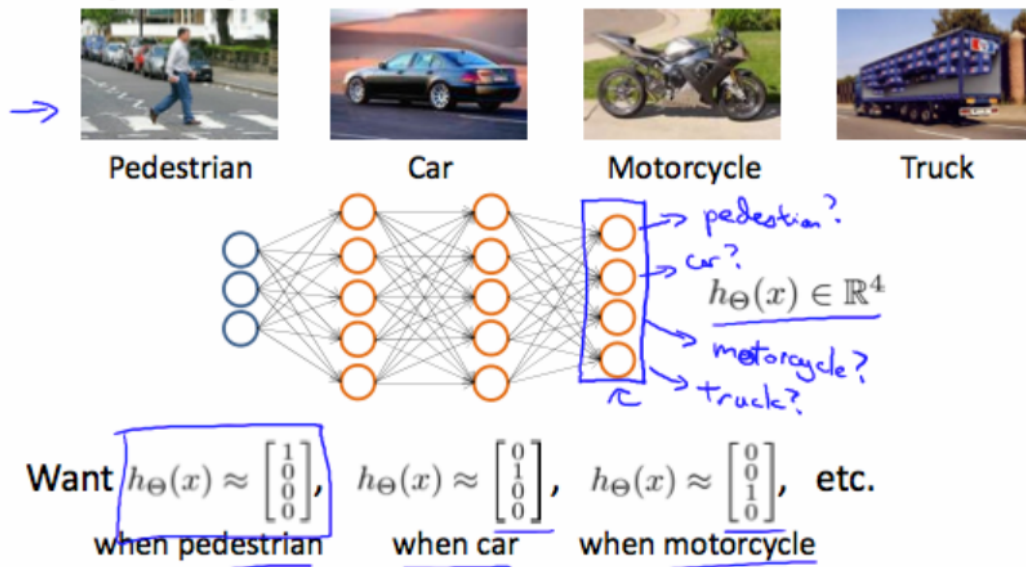 Pedestrian Car Motorcycle Truck
pedestian?
car?
hΘ(x) ∈ ℝ⁴
motorcycle?
truck?
Want hΘ(x) ≈ [1 0 0 0], hΘ(x) ≈ [0 1 0 0], hΘ(x) ≈ [0 0 1 0], etc.
when pedestrian when car when motorcycle